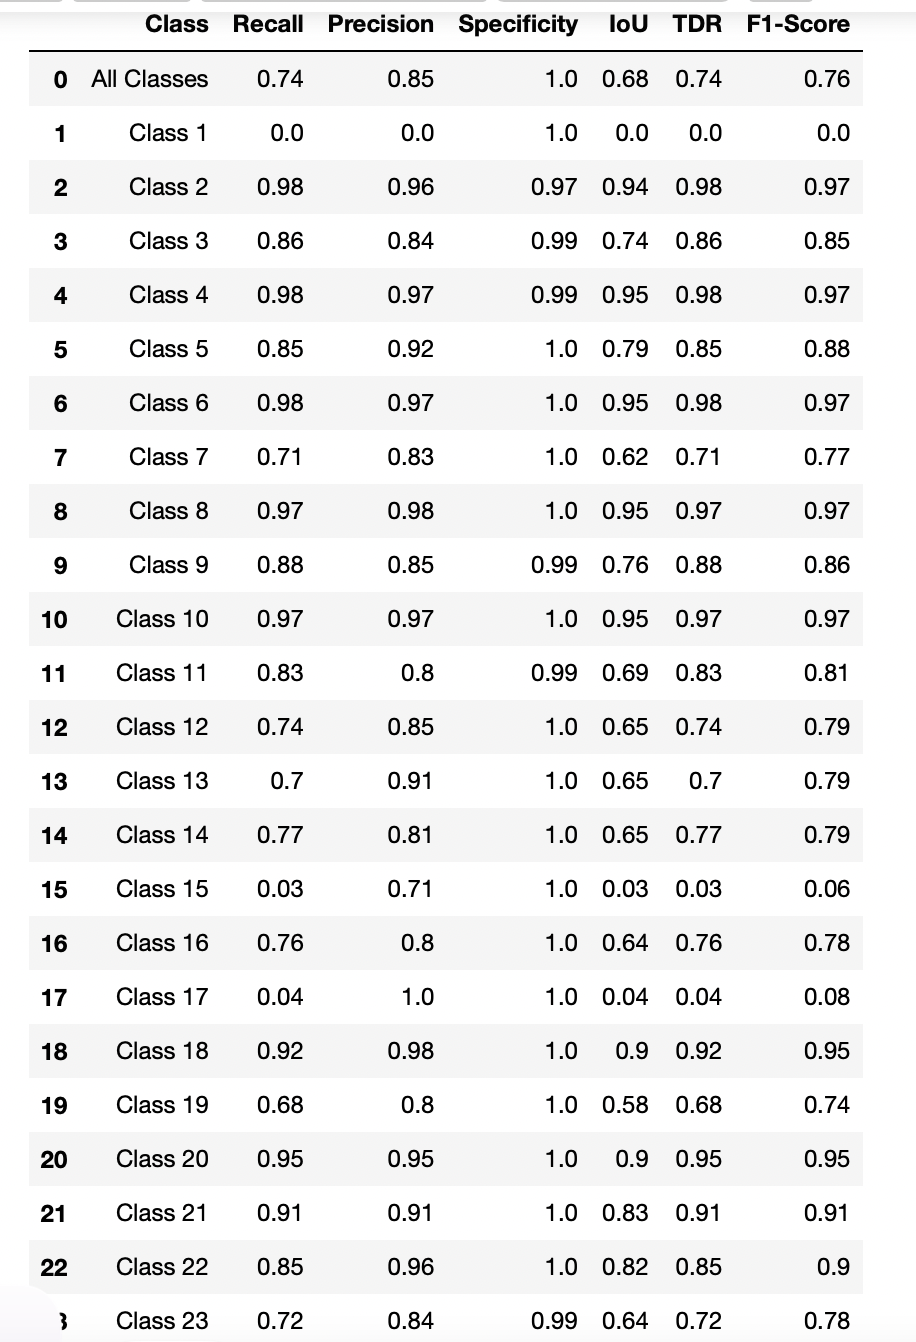 Class Recall Precision Specificity IoU TDR F1-Score
0 All Classes 0.74 0.85 1.0 0.68 0.74 0.76
1 Class 1 0.0 0.0 1.0 0.0 0.0 0.0
2 Class 2 0.98 0.96 0.97 0.94 0.98 0.97
3 Class 3 0.86 0.84 0.99 0.74 0.86 0.85
4 Class 4 0.98 0.97 0.99 0.95 0.98 0.97
5 Class 5 0.85 0.92 1.0 0.79 0.85 0.88
6 Class 6 0.98 0.97 1.0 0.95 0.98 0.97
7 Class 7 0.71 0.83 1.0 0.62 0.71 0.77
8 Class 8 0.97 0.98 1.0 0.95 0.97 0.97
9 Class 9 0.88 0.85 0.99 0.76 0.88 0.86
10 Class 10 0.97 0.97 1.0 0.95 0.97 0.97
11 Class 11 0.83 0.8 0.99 0.69 0.83 0.81
12 Class 12 0.74 0.85 1.0 0.65 0.74 0.79
13 Class 13 0.7 0.91 1.0 0.65 0.7 0.79
14 Class 14 0.77 0.81 1.0 0.65 0.77 0.79
15 Class 15 0.03 0.71 1.0 0.03 0.03 0.06
16 Class 16 0.76 0.8 1.0 0.64 0.76 0.78
17 Class 17 0.04 1.0 1.0 0.04 0.04 0.08
18 Class 18 0.92 0.98 1.0 0.9 0.92 0.95
19 Class 19 0.68 0.8 1.0 0.58 0.68 0.74
20 Class 20 0.95 0.95 1.0 0.9 0.95 0.95
21 Class 21 0.91 0.91 1.0 0.83 0.91 0.91
22 Class 22 0.85 0.96 1.0 0.82 0.85 0.9
Class 23 0.72 0.84 0.99 0.64 0.72 0.78